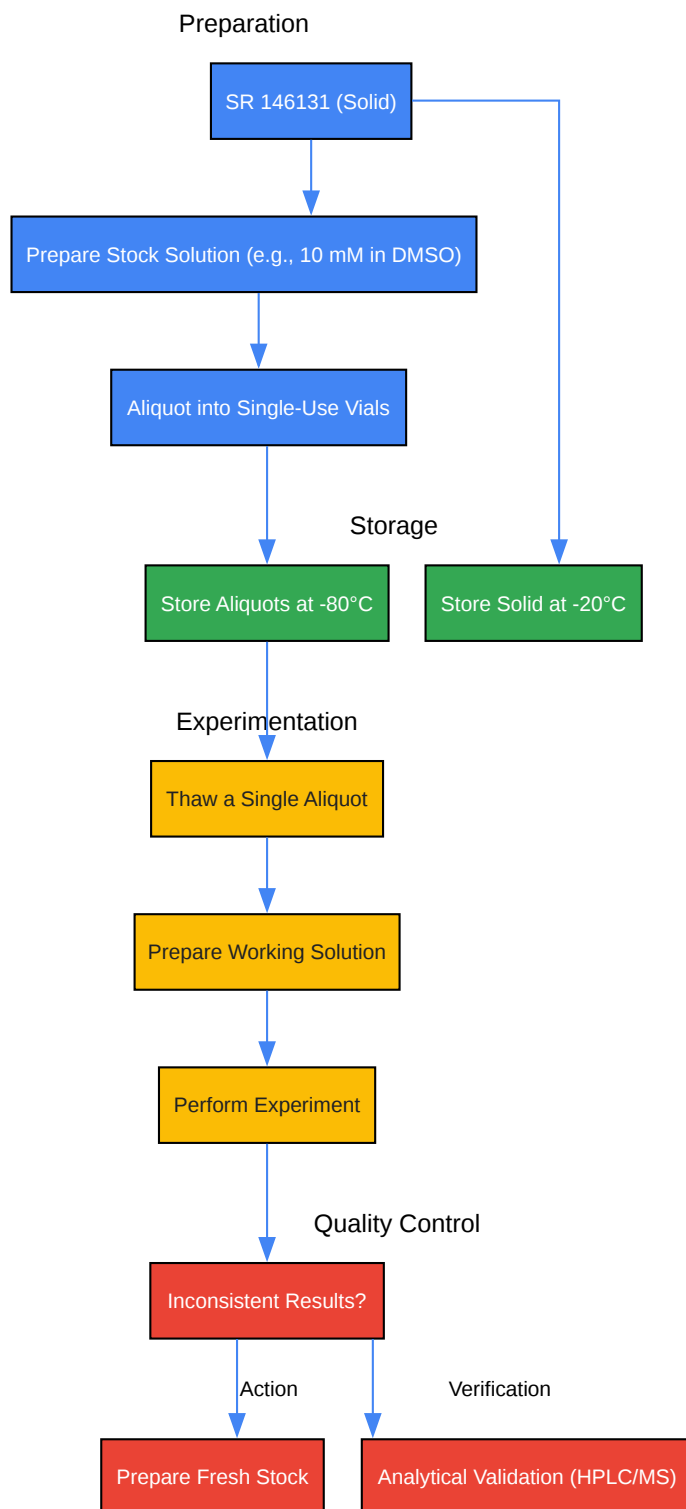 Preparation
SR 146131 (Solid)
Prepare Stock Solution (e.g., 10 mM in DMSO)
Aliquot into Single-Use Vials
Storage
Store Aliquots at -80°C
Store Solid at -20°C
Experimentation
Thaw a Single Aliquot
Prepare Working Solution
Perform Experiment
Quality Control
Inconsistent Results?
Action
Verification
Prepare Fresh Stock
Analytical Validation (HPLC/MS)